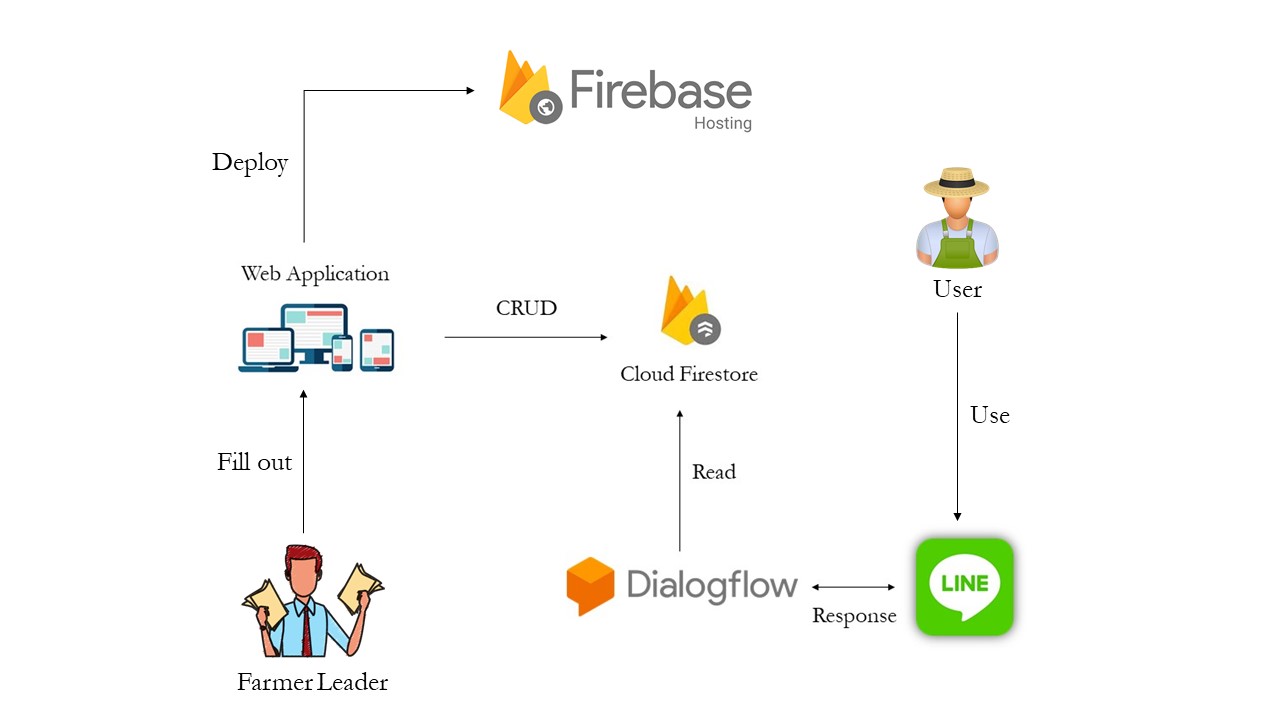 Firebase
Hosting
Deploy
Web Application
CRUD
Cloud Firestore
User
Use
Fill out
Read
Dialogflow
Response
LINE
Farmer Leader